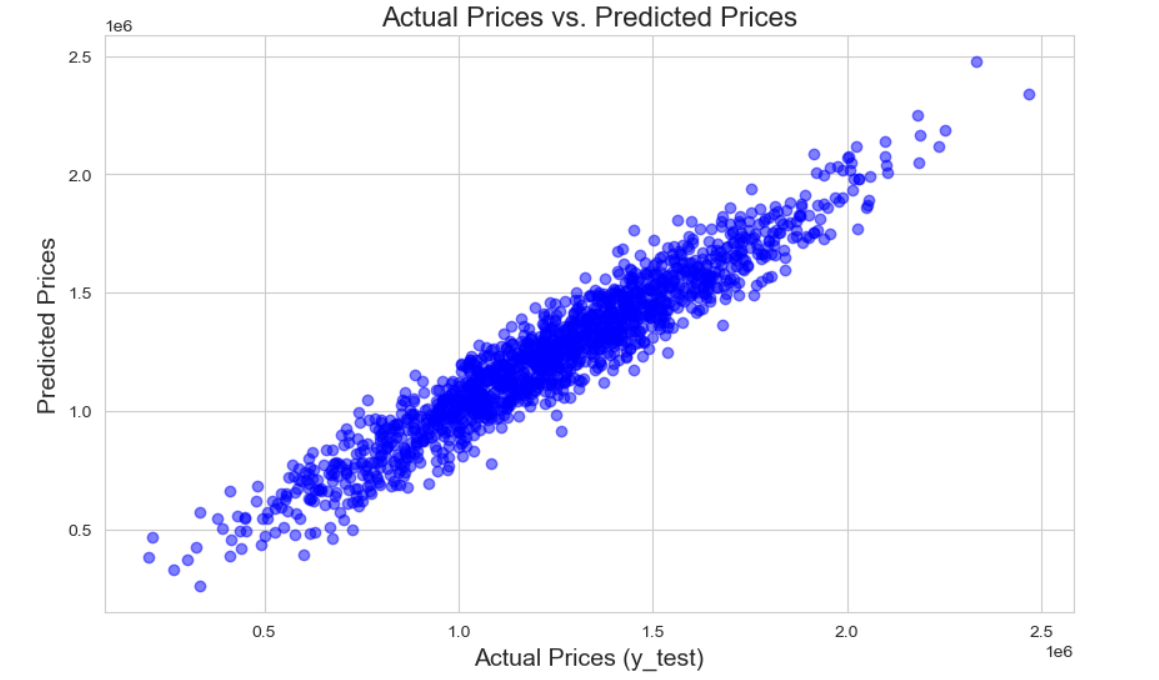 Actual Prices vs. Predicted Prices
1e6
2.5
2.0
1.5
1.0
0.5
Predicted Prices
0.5 1.0 1.5 2.0 2.5
1e6
Actual Prices (y_test)